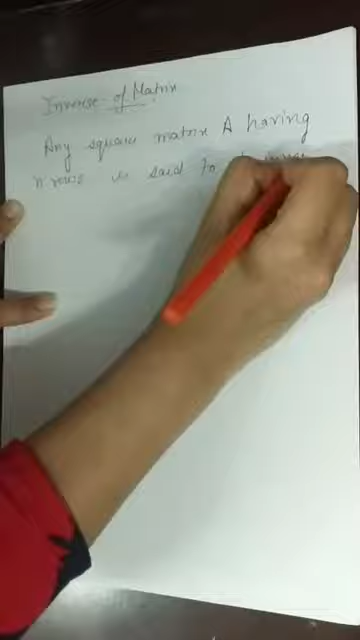 Inverse of Matrix
Any square matrix A having
'n' rows is said to